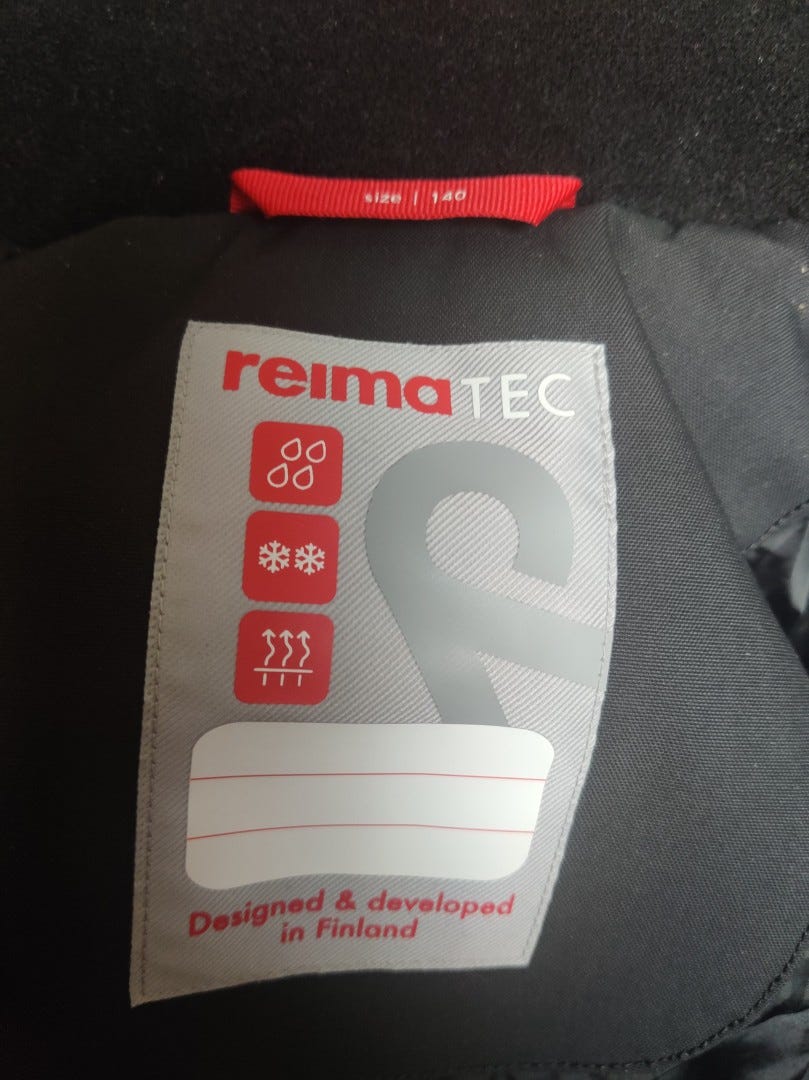 size | 140
reimaTEC
Designed & developed
in Finland